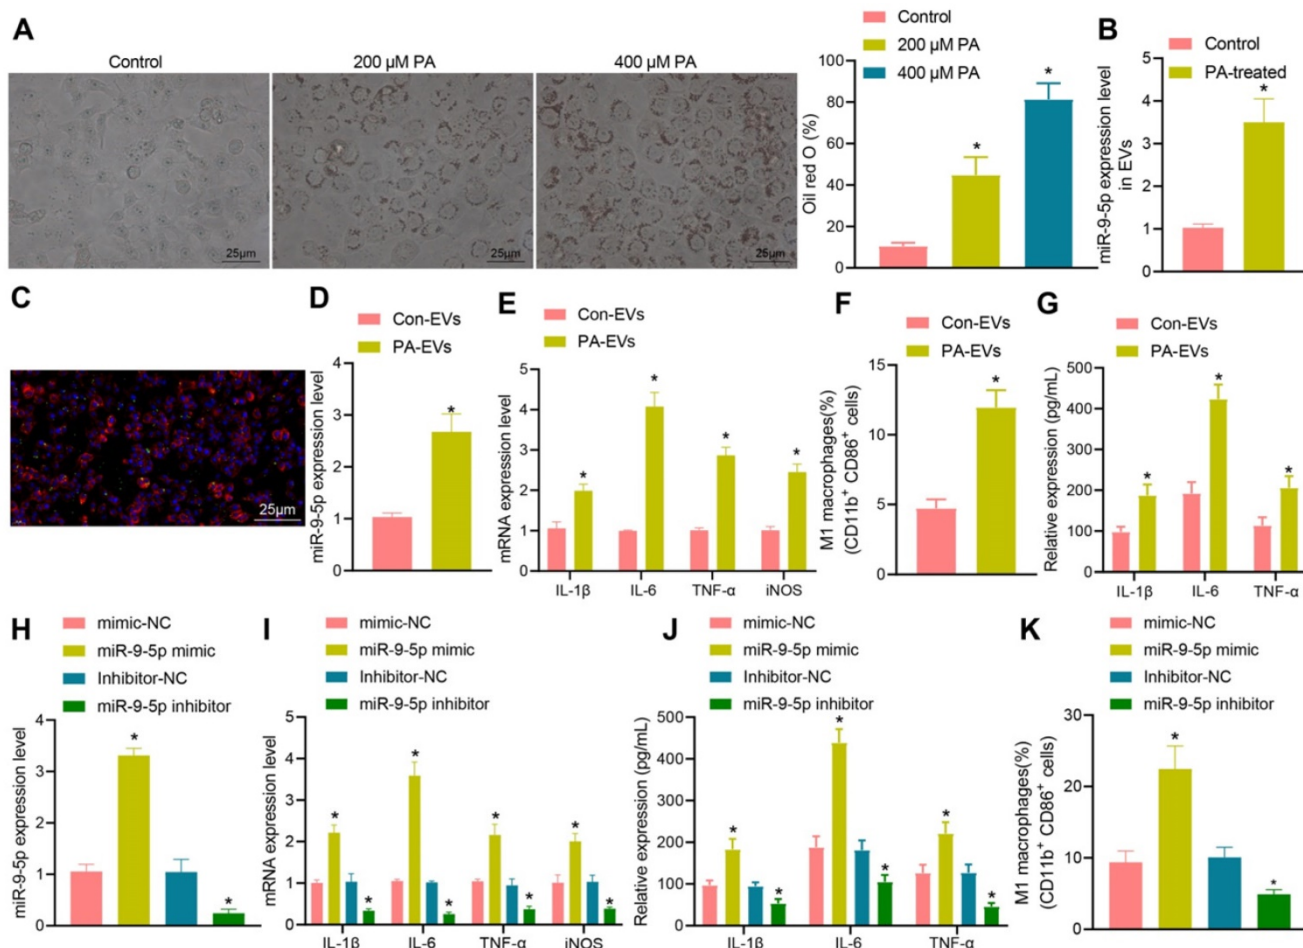 A
Control
200 μM PA
400 μM PA
25μm
25μm
25μm
Control
200 μM PA
400 μM PA
Oil red O (%)
100
80
60
40
20
0
*
*
B
Control
PA-treated
miR-9-5p expression level
in EVs
5
4
3
2
1
0
*
C
25μm
D
Con-EVs
PA-EVs
miR-9-5p expression level
4
3
2
1
0
*
E
Con-EVs
PA-EVs
mRNA expression level
5
4
3
2
1
0
*
*
*
*
IL-1β IL-6 TNF-α iNOS
F
Con-EVs
PA-EVs
M1 macrophages(%)
(CD11b+ CD86+ cells)
15
10
5
0
*
G
Con-EVs
PA-EVs
Relative expression (pg/mL)
500
400
300
200
100
0
*
*
*
IL-1β IL-6 TNF-α
H
mimic-NC
miR-9-5p mimic
Inhibitor-NC
miR-9-5p inhibitor
miR-9-5p expression level
4
3
2
1
0
*
*
I
mimic-NC
miR-9-5p mimic
Inhibitor-NC
miR-9-5p inhibitor
mRNA expression level
5
4
3
2
1
0
*
*
*
*
*
*
*
*
IL-1β IL-6 TNF-α iNOS
J
mimic-NC
miR-9-5p mimic
Inhibitor-NC
miR-9-5p inhibitor
Relative expression (pg/mL)
500
400
300
200
100
0
*
*
*
*
*
*
IL-1β IL-6 TNF-α
K
mimic-NC
miR-9-5p mimic
Inhibitor-NC
miR-9-5p inhibitor
M1 macrophages(%)
(CD11b+ CD86+ cells)
30
20
10
0
*
*